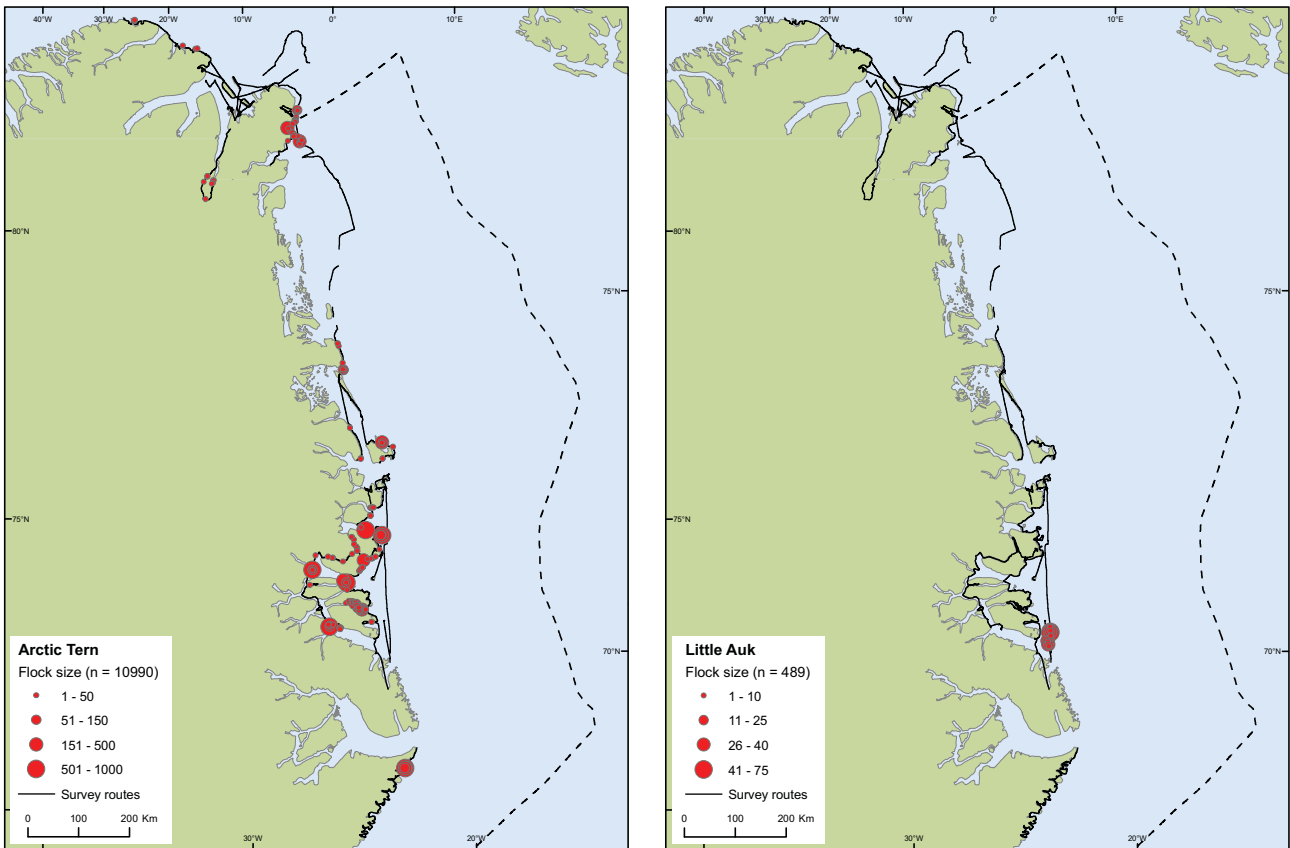 40°W 30°W 20°W 10°W 0° 10°E
80°N
75°N
75°N
70°N
Arctic Tern
Flock size (n = 10990)
1 - 50
51 - 150
151 - 500
501 - 1000
Survey routes
0 100 200 Km
30°W 20°W
40°W 30°W 20°W 10°W 0° 10°E
80°N
75°N
75°N
70°N
Little Auk
Flock size (n = 489)
1 - 10
11 - 25
26 - 40
41 - 75
Survey routes
0 100 200 Km
30°W 20°W